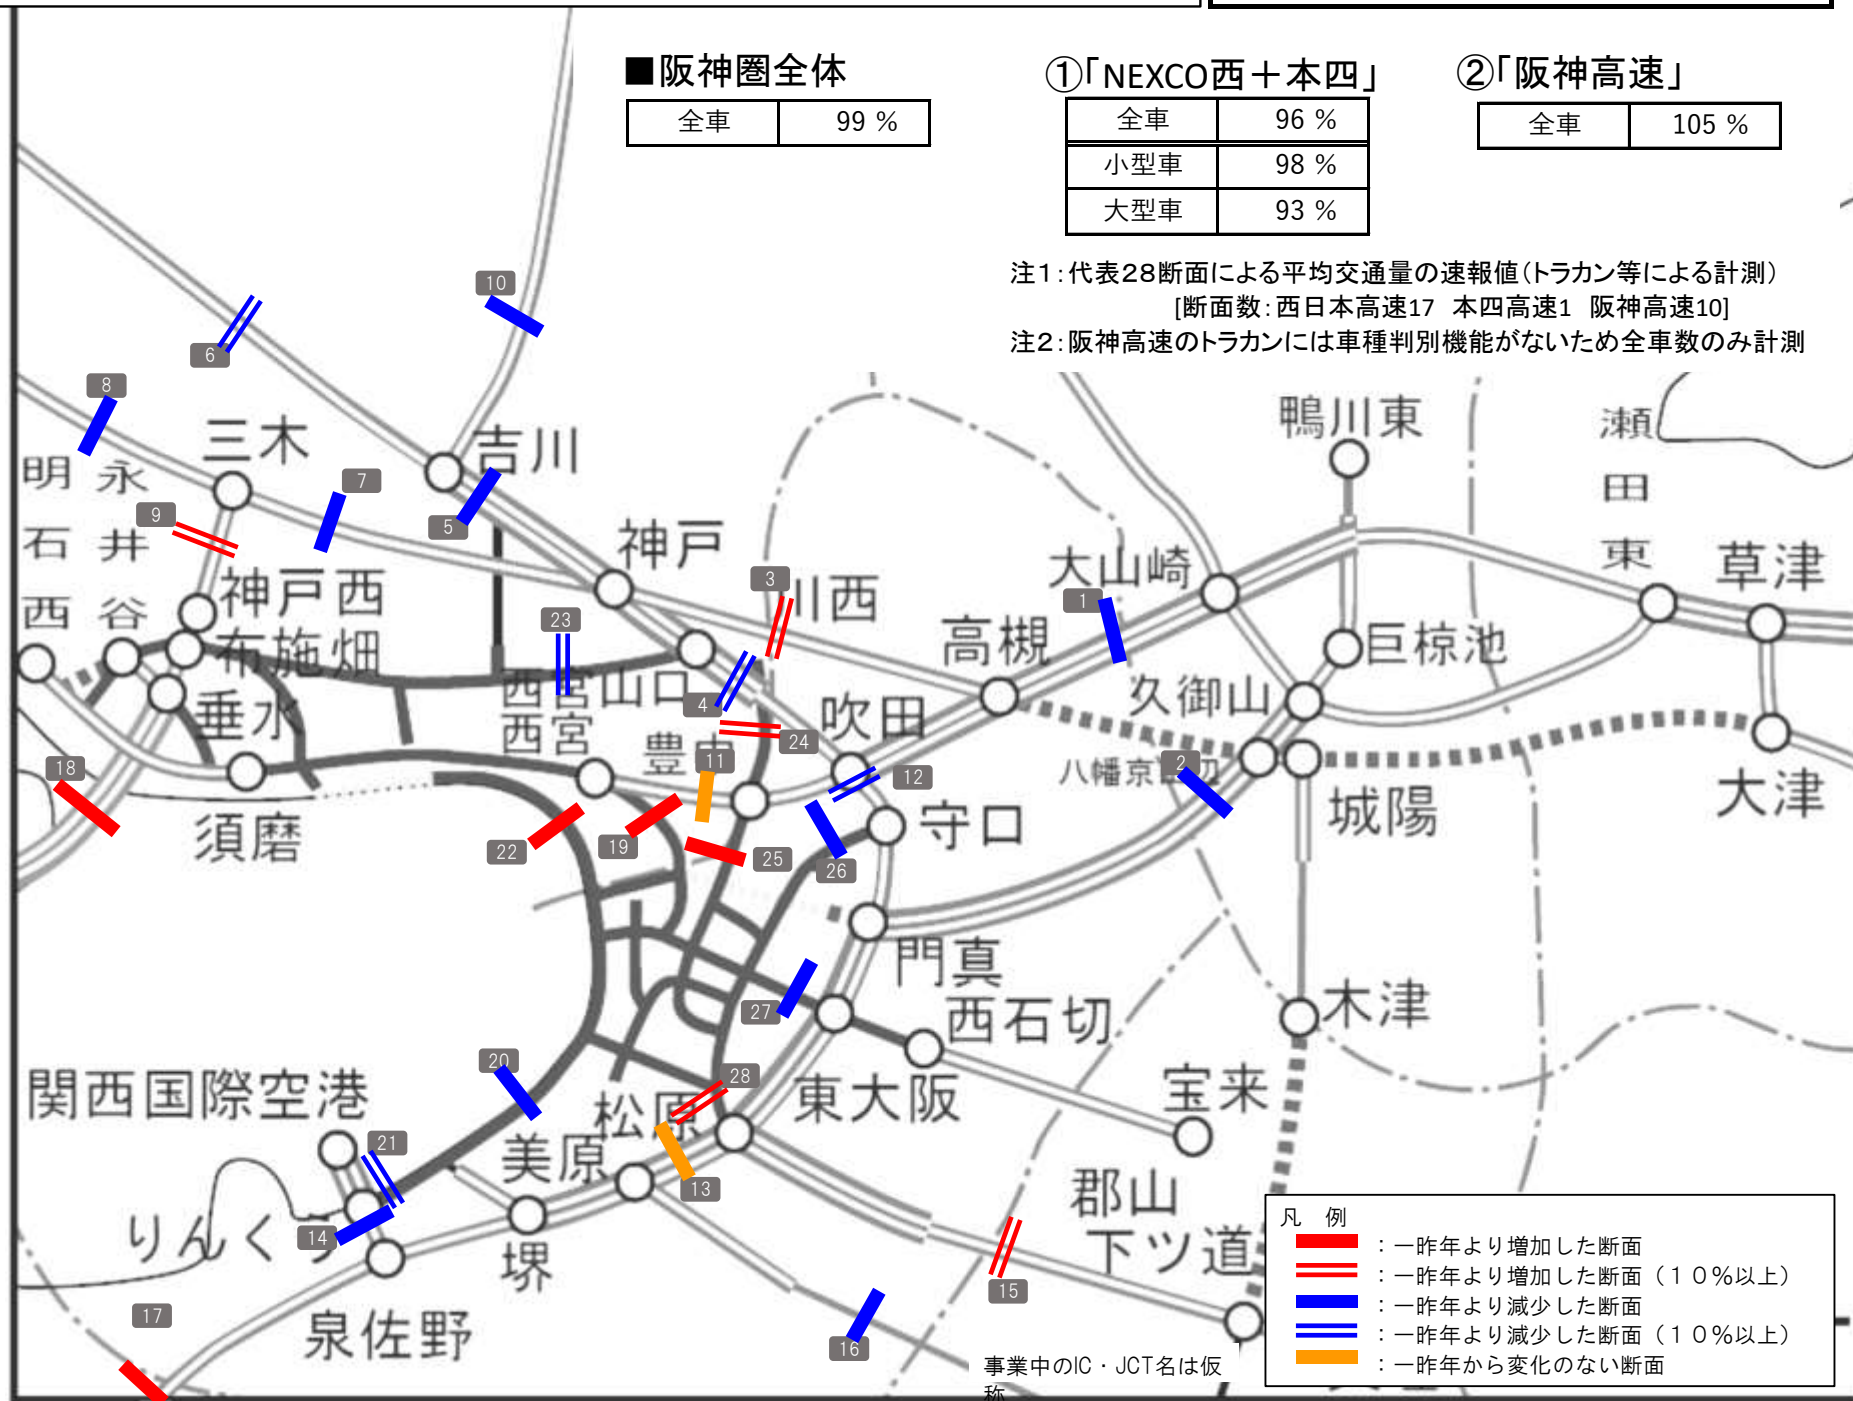 ■阪神圏全体
全車 99 %
①「NEXCO西＋本四」
全車 96 %
小型車 98 %
大型車 93 %
②「阪神高速」
全車 105 %
注１：代表２８断面による平均交通量の速報値（トラカン等による計測）
[断面数：西日本高速17 本四高速1 阪神高速10]
注２：阪神高速のトラカンには車種判別機能がないため全車数のみ計測
10
6
8
三木
吉川
鴨川東
瀬田東
明石西
永井谷
7
9
5
神戸
3
川西
大山崎
草津
神戸西
布施畑
23
1
高槻
巨椋池
西宮山口
西宮
4
久御山
垂水
24
吹田
豊中
11
12
八幡京田辺
2
大津
18
須磨
22
19
25
26
守口
城陽
門真
27
西石切
木津
20
関西国際空港
28
松原
東大阪
宝来
21
美原
13
郡山
下ツ道
14
りんくう
堺
15
17
泉佐野
16
事業中のIC・JCT名は仮
称
凡 例
：一昨年より増加した断面
：一昨年より増加した断面（１０％以上）
：一昨年より減少した断面
：一昨年より減少した断面（１０％以上）
：一昨年から変化のない断面